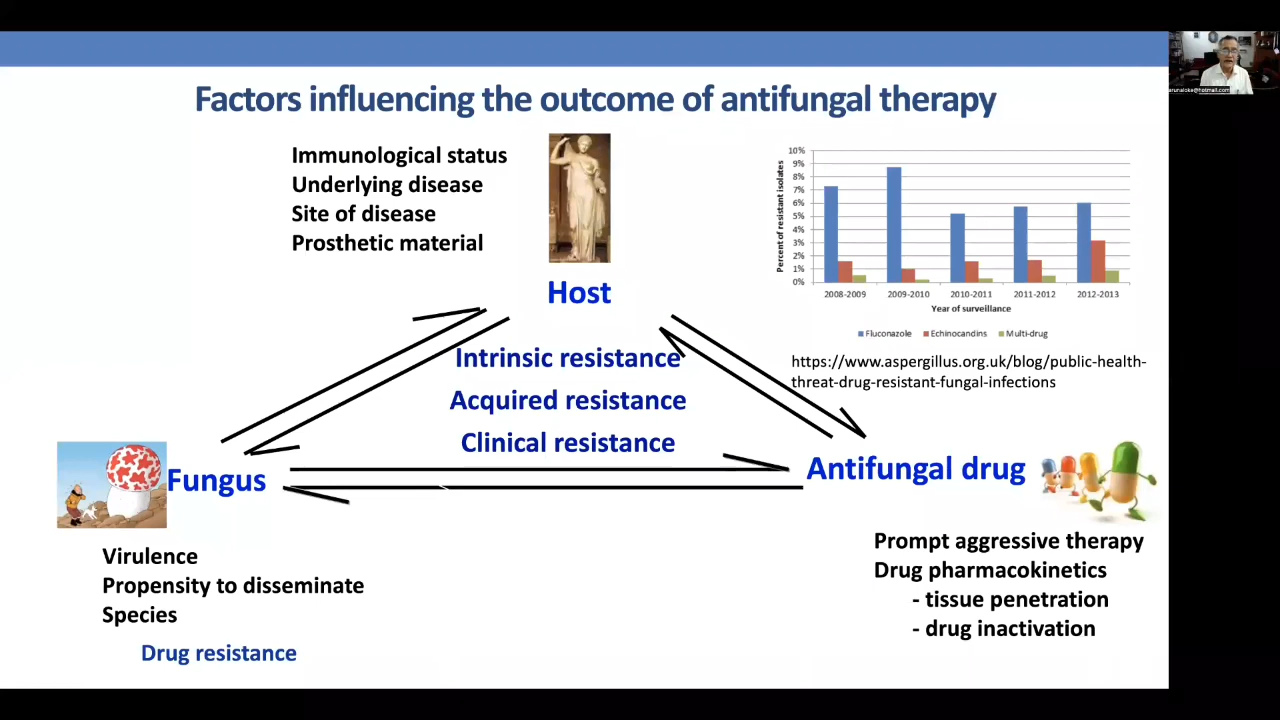 Factors influencing the outcome of antifungal therapy
Immunological status
Underlying disease
Site of disease
Prosthetic material
Host
Percent of resistant isolates
10%
9%
8%
7%
6%
5%
4%
3%
2%
1%
0%
2008-2009
2009-2010
2010-2011
2011-2012
2012-2013
Year of surveillance
Fluconazole
Echinocandins
Multi-drug
https://www.aspergillus.org.uk/blog/public-health-
threat-drug-resistant-fungal-infections
Intrinsic resistance
Acquired resistance
Clinical resistance
Fungus
Antifungal drug
Virulence
Propensity to disseminate
Species
Drug resistance
Prompt aggressive therapy
Drug pharmacokinetics
- tissue penetration
- drug inactivation
arunaloke@hotmail.com